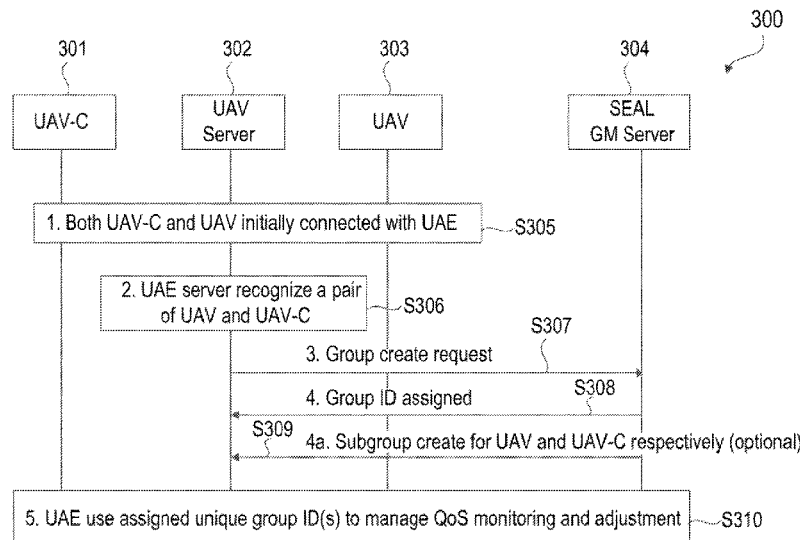 300
301
302
303
304
UAV-C
UAV
Server
UAV
SEAL
GM Server
1. Both UAV-C and UAV initially connected with UAE
S305
2. UAE server recognize a pair
of UAV and UAV-C
S306
S307
3. Group create request
S308
4. Group ID assigned
S309
4a. Subgroup create for UAV and UAV-C respectively (optional)
5. UAE use assigned unique group ID(s) to manage QoS monitoring and adjustment
S310